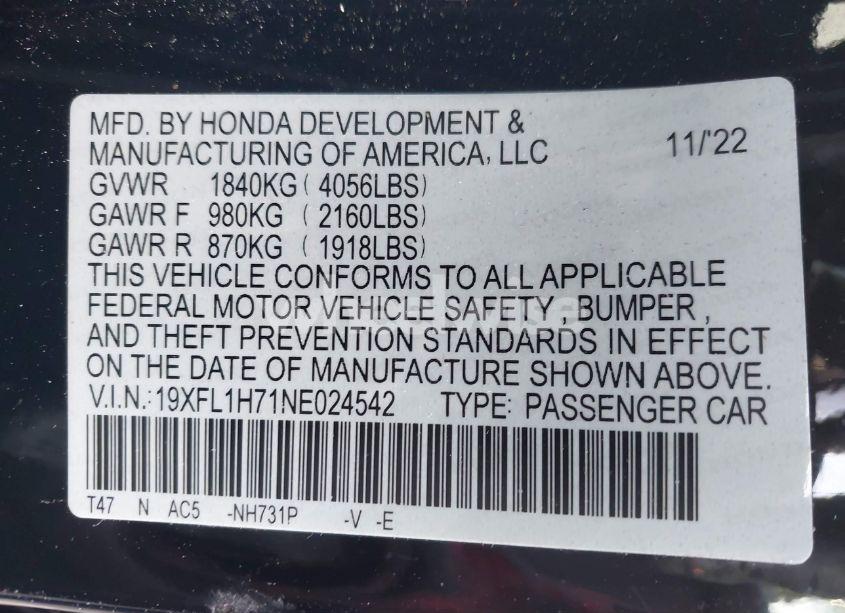 MFD. BY HONDA DEVELOPMENT &
MANUFACTURING OF AMERICA, LLC 11/'22
GVWR 1840KG ( 4056LBS)
GAWR F 980KG ( 2160LBS)
GAWR R 870KG ( 1918LBS)
THIS VEHICLE CONFORMS TO ALL APPLICABLE
FEDERAL MOTOR VEHICLE SAFETY , BUMPER ,
AND THEFT PREVENTION STANDARDS IN EFFECT
ON THE DATE OF MANUFACTURE SHOWN ABOVE.
V.I.N.: 19XFL1H71NE024542 TYPE: PASSENGER CAR
T47 N AC5 -NH731P -V -E